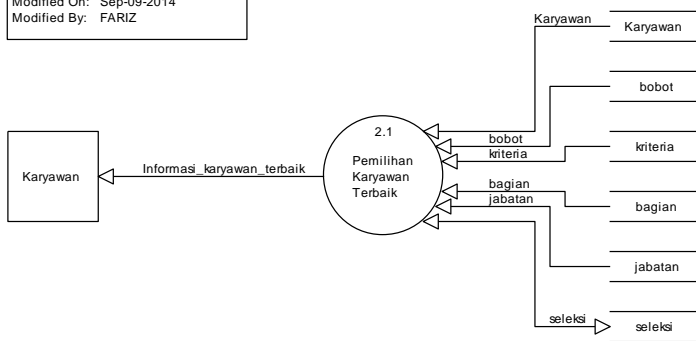 Modified On: Sep-09-2014
Modified By: FARIZ
Karyawan
Karyawan
bobot
2.1
bobot
kriteria
kriteria
Pemilihan
Karyawan
Terbaik
Informasi_karyawan_terbaik
Karyawan
bagian
jabatan
bagian
jabatan
seleksi
seleksi